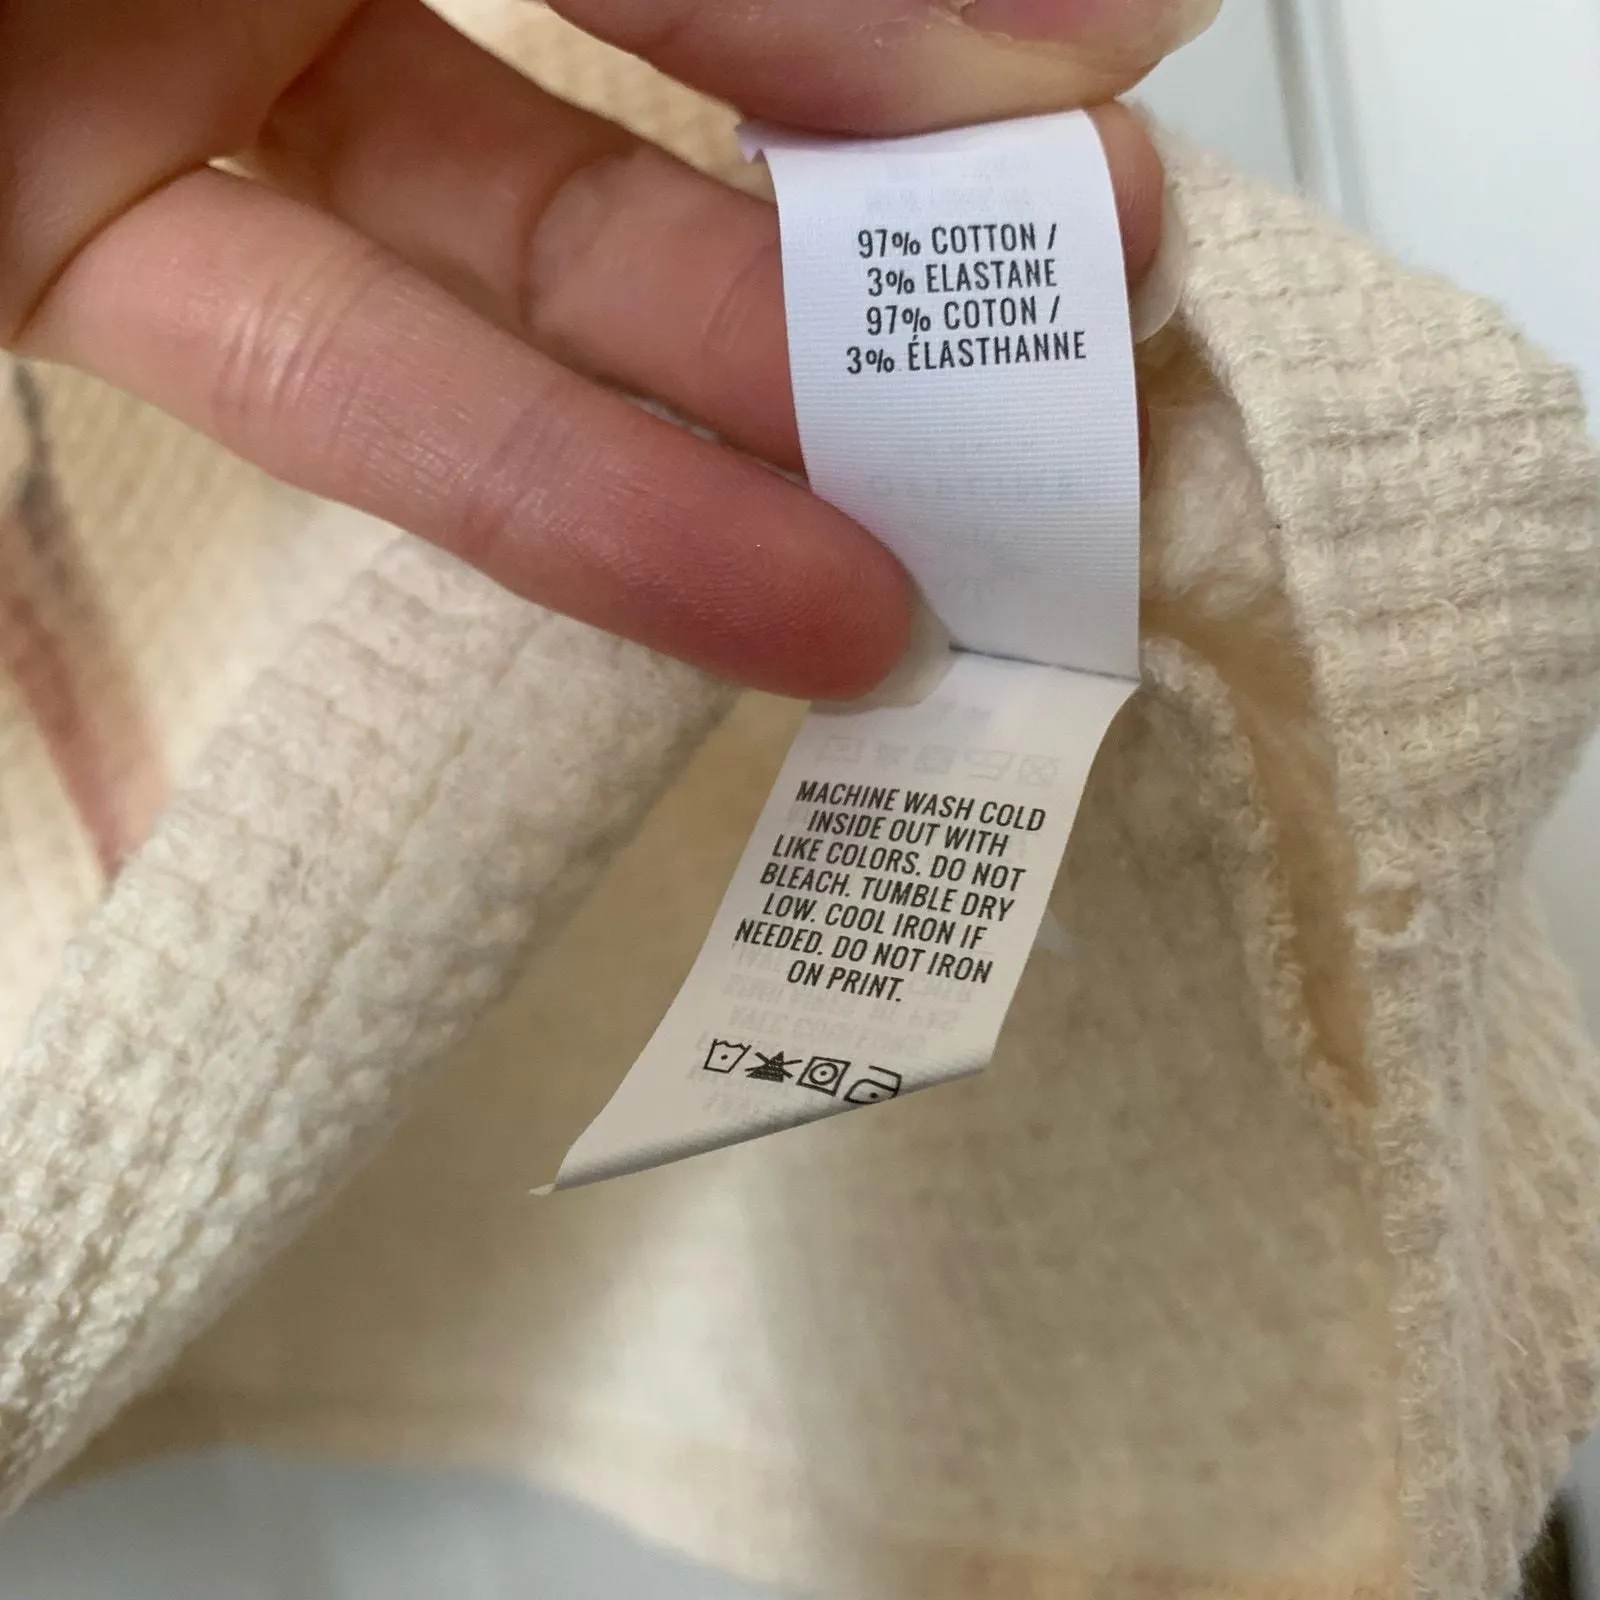 97% COTTON /
3% ELASTANE
97% COTON /
3% ÉLASTHANNE
MACHINE WASH COLD
INSIDE OUT WITH
LIKE COLORS. DO NOT
BLEACH. TUMBLE DRY
LOW. COOL IRON IF
NEEDED. DO NOT IRON
ON PRINT.